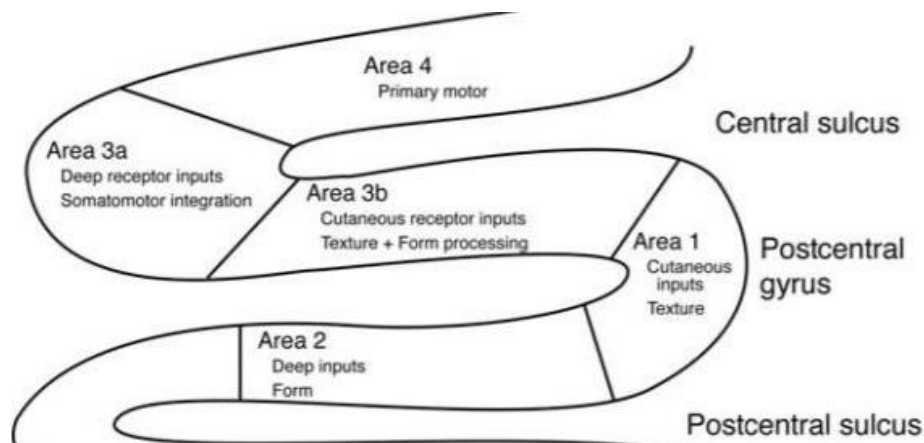 Area 4
Primary motor
Central sulcus
Area 3a
Deep receptor inputs
Somatomotor integration
Area 3b
Cutaneous receptor inputs
Texture + Form processing
Area 1
Cutaneous
inputs
Texture
Postcentral
gyrus
Area 2
Deep inputs
Form
Postcentral sulcus